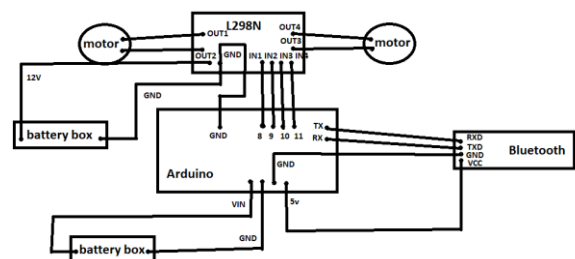 L298N
motor
OUT1
OUT4
OUT3
motor
OUT2
GND
IN1
IN2
IN3
IN4
12V
GND
battery box
GND
8
9
10
11
TX
RX
GND
Arduino
RXD
TXD
GND
VCC
Bluetooth
VIN
GND
5v
battery box